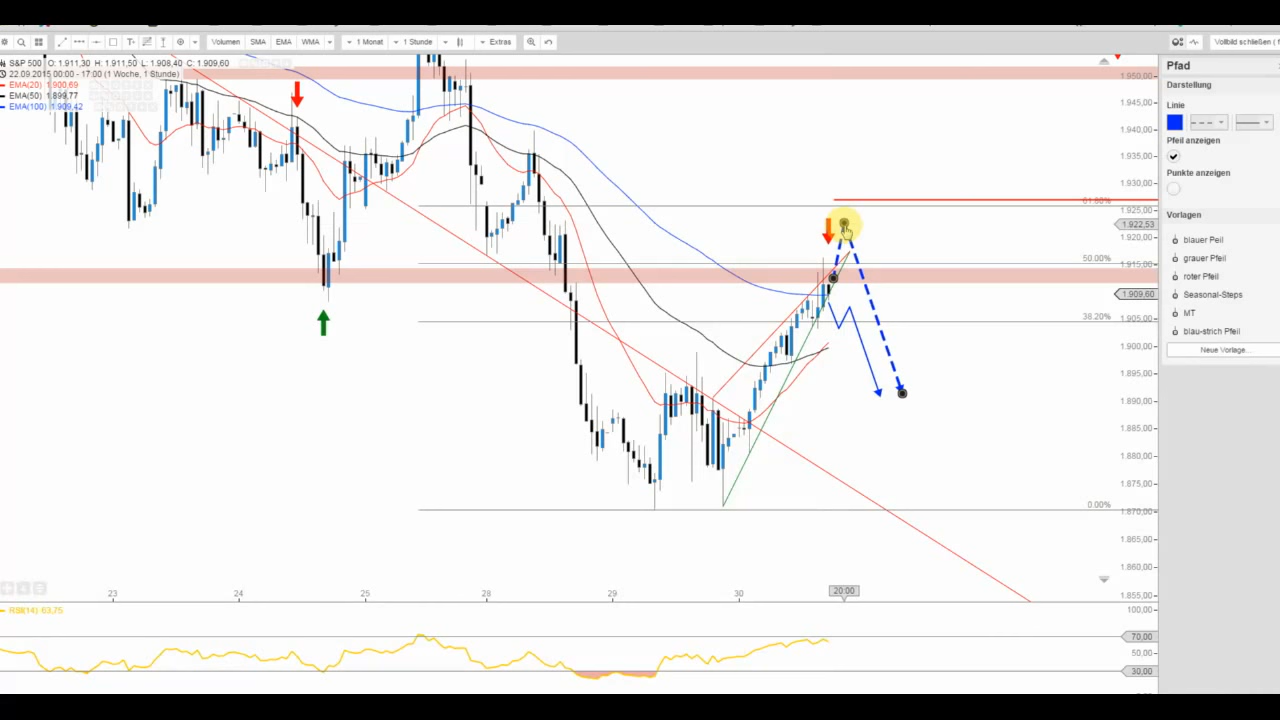 Volumen SMA EMA WMA 1 Monat 1 Stunde Extras Vollbild schließen ( f
S&P 500 O: 1.911,30 H: 1.911,50 L: 1.908,40 C: 1.909,60
22.09.2015 00:00 - 17:00 (1 Woche, 1 Stunde)
EMA(20) 1.900,69
EMA(50) 1.899,77
EMA(100) 1.909,42
61.80%
50.00%
38.20%
0.00%
1.950,00
1.945,00
1.940,00
1.935,00
1.930,00
1.925,00
1.922,53
1.920,00
1.915,00
1.909,60
1.905,00
1.900,00
1.895,00
1.890,00
1.885,00
1.880,00
1.875,00
1.870,00
1.865,00
1.860,00
1.855,00
23 24 25 28 29 30 20:00
RSI(14) 63,75
100,00
70,00
50,00
30,00
Pfad
Darstellung
Linie
Pfeil anzeigen
Punkte anzeigen
Vorlagen
blauer Peil
grauer Pfeil
roter Pfeil
Seasonal-Steps
MT
blau-strich Pfeil
Neue Vorlage...